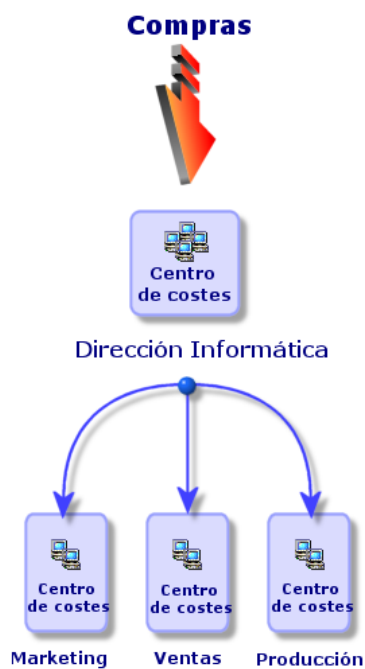 Compras
Centro
de costes
Dirección Informática
Centro
de costes
Centro
de costes
Centro
de costes
Marketing
Ventas
Producción